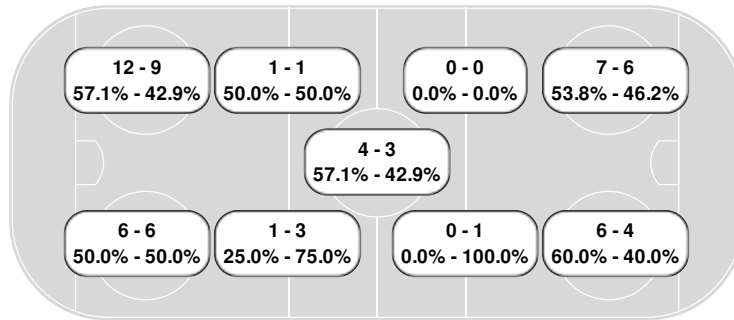 12 - 9
57.1% - 42.9%
1 - 1
50.0% - 50.0%
0 - 0
0.0% - 0.0%
7 - 6
53.8% - 46.2%
4 - 3
57.1% - 42.9%
6 - 6
50.0% - 50.0%
1 - 3
25.0% - 75.0%
0 - 1
0.0% - 100.0%
6 - 4
60.0% - 40.0%